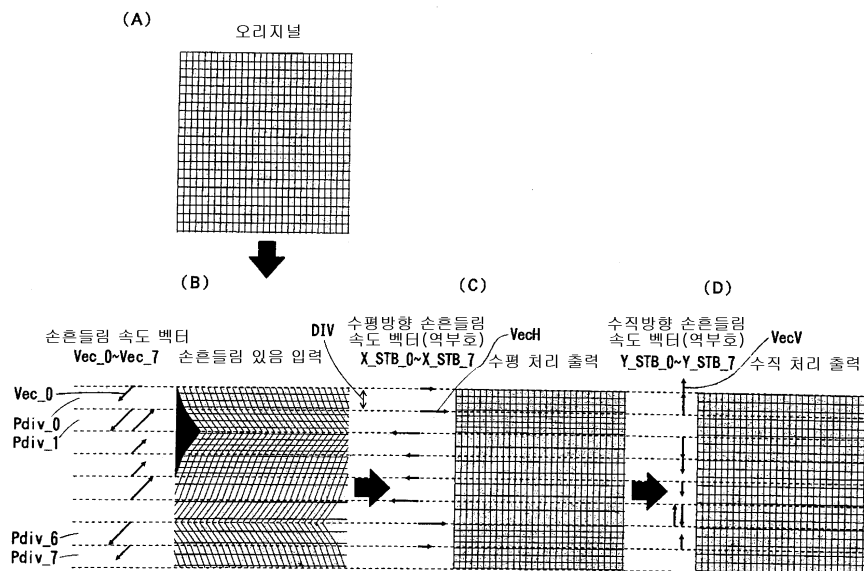 (A)
오리지널
(B)
손흔들림 속도 벡터
Vec_0~Vec_7
손흔들림 있음 입력
DIV
(C)
수평방향 손흔들림
속도 벡터(역부호)
X_STB_0~X_STB_7
VecH
수평 처리 출력
(D)
수직방향 손흔들림
속도 벡터(역부호)
Y_STB_0~Y_STB_7
VecV
수직 처리 출력
Vec_0
Pdiv_0
Pdiv_1
Pdiv_6
Pdiv_7